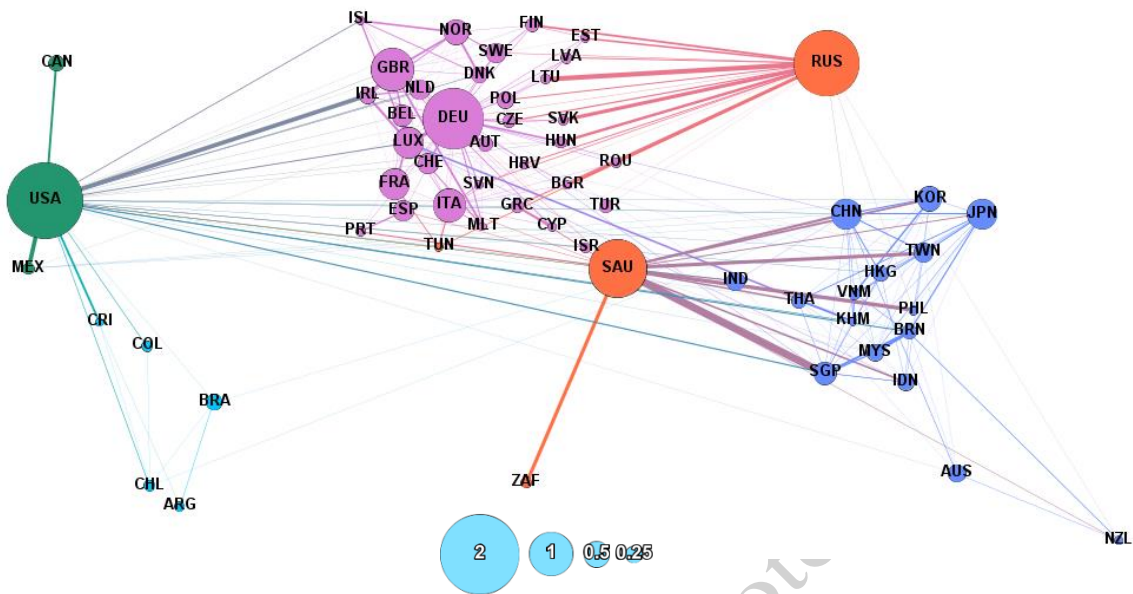 ISL
NOR
FIN
EST
SWE
LVA
CAN
GBR
DNK
LTU
RUS
IRL
NLD
POL
BEL
DEU
CZE
SVK
LUX
AUT
HUN
CHE
HRV
ROU
USA
FRA
SVN
BGR
ESP
ITA
GRC
TUR
CHN
KOR
JPN
PRT
MLT
CYP
TUN
ISR
TWN
MEX
SAU
IND
HKG
THA
VNM
PHL
CRI
KHM
BRN
COL
MYS
SGP
IDN
BRA
CHL
ZAF
AUS
ARG
NZL
2 1 0.5 0.25